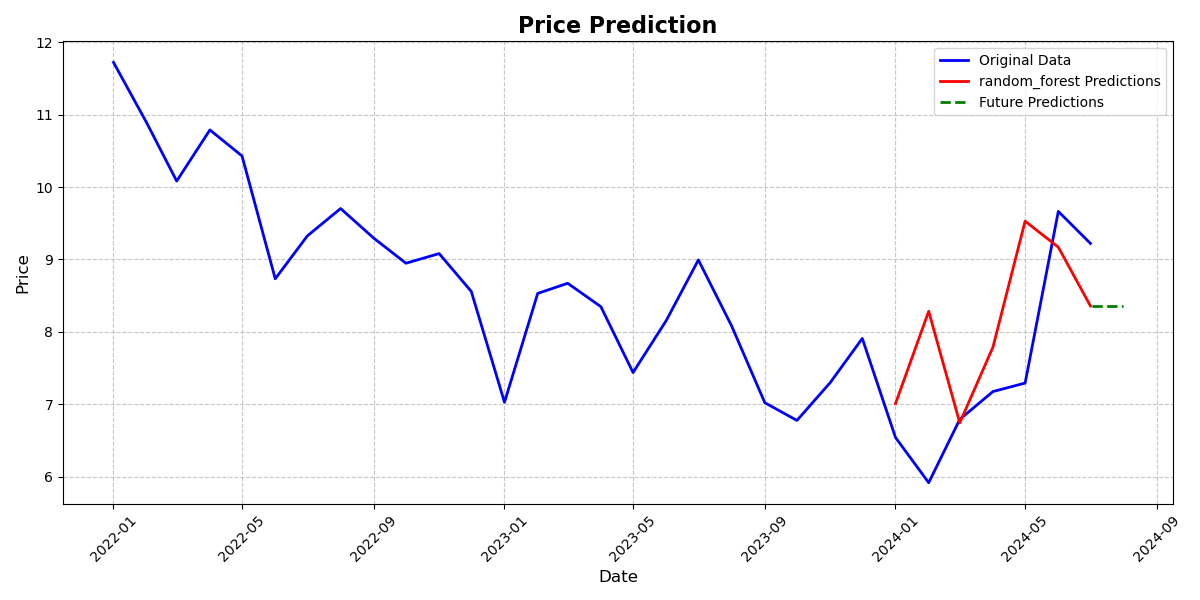 Price Prediction
12
11
10
9
8
7
6
Price
Original Data
random_forest Predictions
Future Predictions
2022-01
2022-05
2022-09
2023-01
2023-05
2023-09
2024-01
2024-05
2024-09
Date